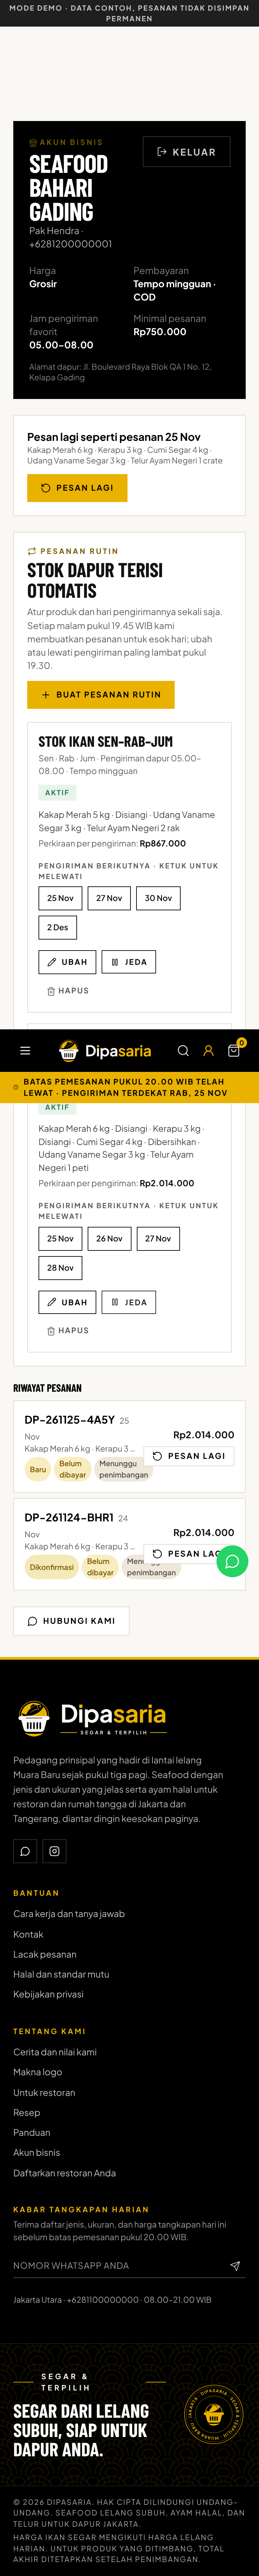 MODE DEMO · DATA CONTOH, PESANAN TIDAK DISIMPAN
PERMANEN
AKUN BISNIS
SEAFOOD
BAHARI
GADING
KELUAR
Pak Hendra ·
+6281200000001
Harga
Grosir
Pembayaran
Tempo mingguan ·
COD
Jam pengiriman
favorit
05.00–08.00
Minimal pesanan
Rp750.000
Alamat dapur: Jl. Boulevard Raya Blok QA 1 No. 12,
Kelapa Gading
Pesan lagi seperti pesanan 25 Nov
Kakap Merah 6 kg · Kerapu 3 kg · Cumi Segar 4 kg ·
Udang Vaname Segar 3 kg · Telur Ayam Negeri 1 crate
PESAN LAGI
PESANAN RUTIN
STOK DAPUR TERISI
OTOMATIS
Atur produk dan hari pengirimannya sekali saja.
Setiap malam pukul 19.45 WIB kami
membuatkan pesanan untuk esok hari; ubah
atau lewati pengiriman paling lambat pukul
19.30.
BUAT PESANAN RUTIN
STOK IKAN SEN-RAB-JUM
Sen · Rab · Jum · Pengiriman dapur 05.00–
08.00 · Tempo mingguan
AKTIF
Kakap Merah 5 kg · Disiangi · Udang Vaname
Segar 3 kg · Telur Ayam Negeri 2 rak
Perkiraan per pengiriman: Rp867.000
PENGIRIMAN BERIKUTNYA · KETUK UNTUK
MELEWATI
25 Nov
27 Nov
30 Nov
2 Des
UBAH
JEDA
HAPUS
Dipasaria
0
BATAS PEMESANAN PUKUL 20.00 WIB TELAH
LEWAT · PENGIRIMAN TERDEKAT RAB, 25 NOV
AKTIF
Kakap Merah 6 kg · Disiangi · Kerapu 3 kg ·
Disiangi · Cumi Segar 4 kg · Dibersihkan ·
Udang Vaname Segar 3 kg · Telur Ayam
Negeri 1 peti
Perkiraan per pengiriman: Rp2.014.000
PENGIRIMAN BERIKUTNYA · KETUK UNTUK
MELEWATI
25 Nov
26 Nov
27 Nov
28 Nov
UBAH
JEDA
HAPUS
RIWAYAT PESANAN
DP-261125-4A5Y 25
Nov
Kakap Merah 6 kg · Kerapu 3 ...
Baru
Belum
dibayar
Menunggu
penimbangan
Rp2.014.000
PESAN LAGI
DP-261124-BHR1 24
Nov
Kakap Merah 6 kg · Kerapu 3 ...
Dikonfirmasi
Belum
dibayar
penimbangan
Rp2.014.000
PESAN
HUBUNGI KAMI
Dipasaria
SEGAR & TERPILIH
Pedagang prinsipal yang hadir di lantai lelang
Muara Baru sejak pukul tiga pagi. Seafood dengan
jenis dan ukuran yang jelas serta ayam halal untuk
restoran dan rumah tangga di Jakarta dan
Tangerang, diantar dingin keesokan paginya.
BANTUAN
Cara kerja dan tanya jawab
Kontak
Lacak pesanan
Halal dan standar mutu
Kebijakan privasi
TENTANG KAMI
Cerita dan nilai kami
Makna logo
Untuk restoran
Resep
Panduan
Akun bisnis
Daftarkan restoran Anda
KABAR TANGKAPAN HARIAN
Terima daftar jenis, ukuran, dan harga tangkapan hari ini
sebelum batas pemesanan pukul 20.00 WIB.
NOMOR WHATSAPP ANDA
Jakarta Utara · +6281100000000 · 08.00–21.00 WIB
SEGAR &
TERPILIH
SEGAR DARI LELANG
SUBUH, SIAP UNTUK
DAPUR ANDA.
© 2026 DIPASARIA. HAK CIPTA DILINDUNGI UNDANG-
UNDANG. SEAFOOD LELANG SUBUH, AYAM HALAL, DAN
TELUR UNTUK DAPUR JAKARTA.
HARGA IKAN SEGAR MENGIKUTI HARGA LELANG
HARIAN. UNTUK PRODUK YANG DITIMBANG, TOTAL
AKHIR DITETAPKAN SETELAH PENIMBANGAN.